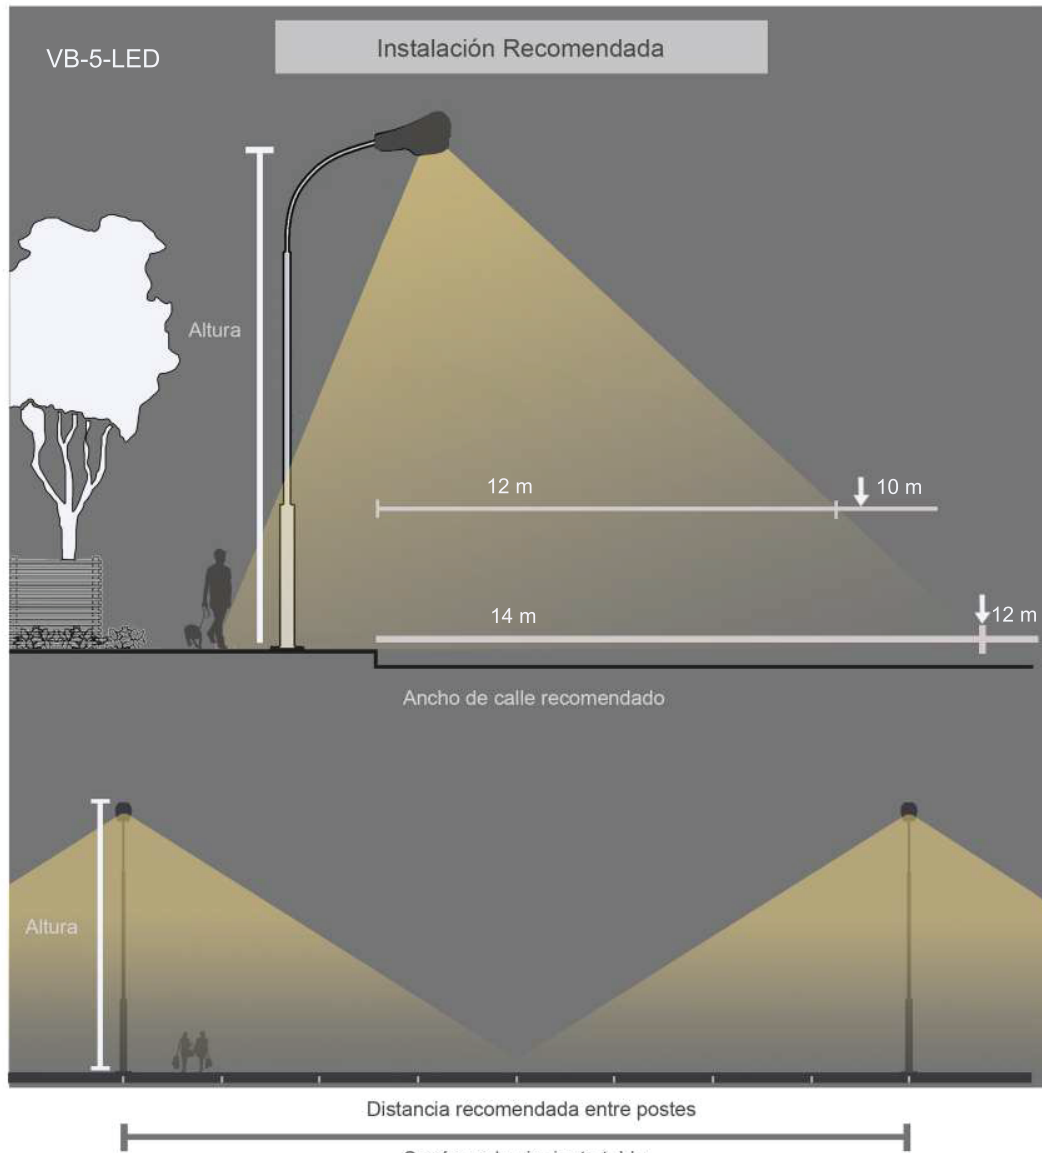 VB-5-LED
Instalación Recomendada
Altura
12 m
10 m
14 m
12 m
Ancho de calle recomendado
Altura
Distancia recomendada entre postes